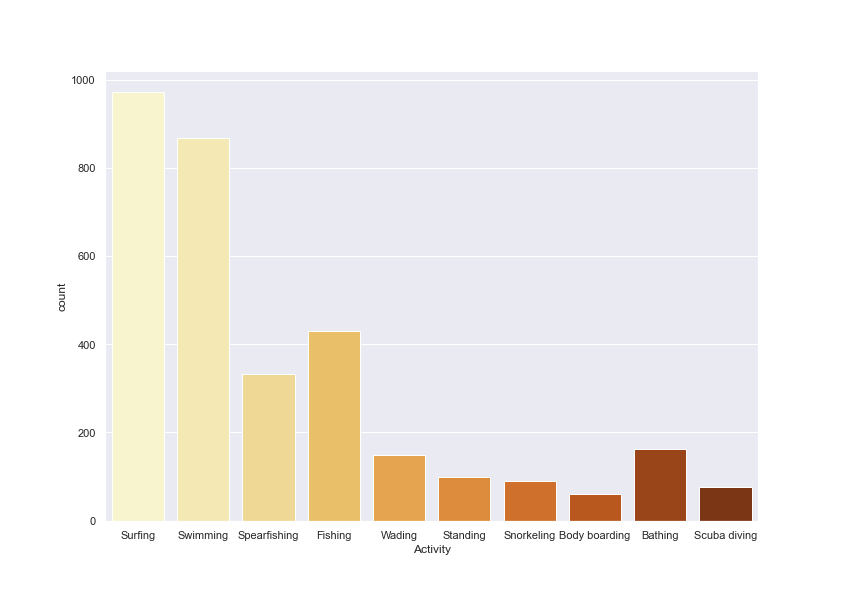 1000
800
600
400
200
0
count
Surfing Swimming Spearfishing Fishing Wading Standing Snorkeling Body boarding Bathing Scuba diving
Activity